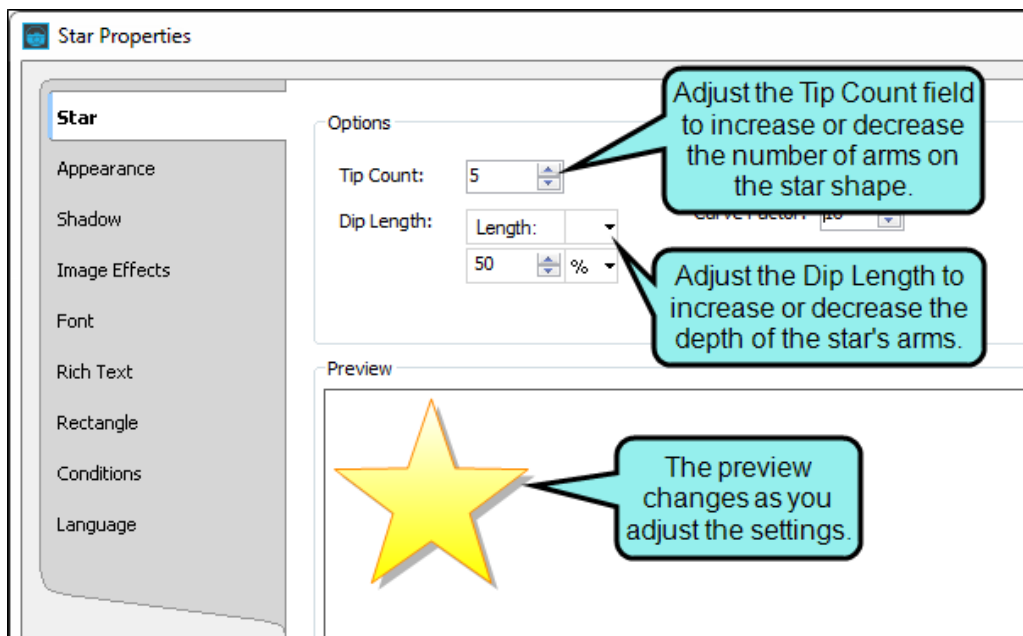 Star Properties
Star
Appearance
Shadow
Image Effects
Font
Rich Text
Rectangle
Conditions
Language
Options
Tip Count:
5
Dip Length:
Length:
50
%
Curve Factor:
10
Adjust the Tip Count field
to increase or decrease
the number of arms on
the star shape.
Adjust the Dip Length to
increase or decrease the
depth of the star's arms.
Preview
The preview
changes as you
adjust the settings.